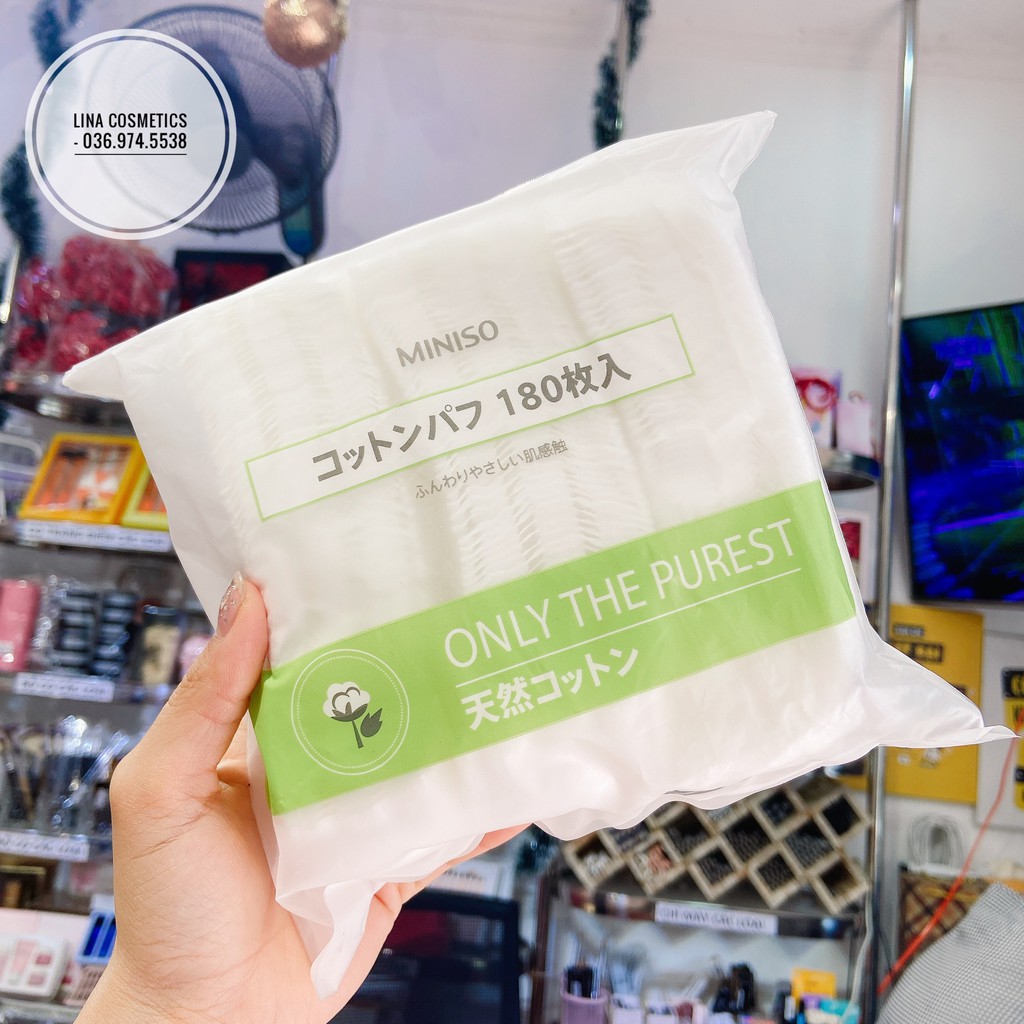 LINA COSMETICS
- 036.974.5538
MINISO
コットンパフ 180枚入
ふんわりやさしい肌感触
ONLY THE PUREST
天然コットン